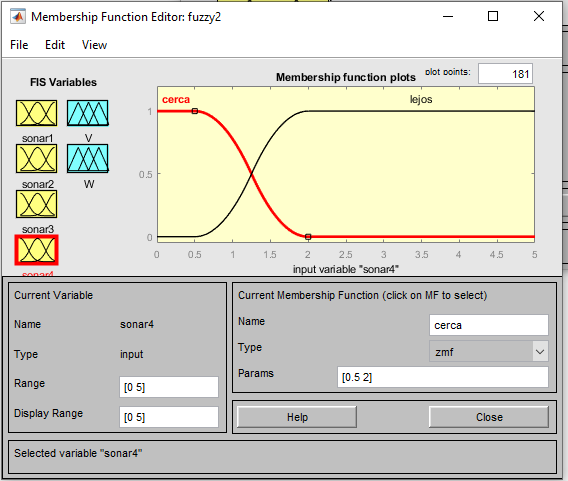 Membership Function Editor: fuzzy2
File Edit View
FIS Variables
Membership function plots
plot points:
181
sonar1
V
sonar2
W
sonar3
sonar4
cerca
lejos
1
0.5
0
0 0.5 1 1.5 2 2.5 3 3.5 4 4.5 5
input variable "sonar4"
Current Variable
Name sonar4
Type input
Range [0 5]
Display Range [0 5]
Current Membership Function (click on MF to select)
Name cerca
Type zmf
Params [0.5 2]
Help Close
Selected variable "sonar4"